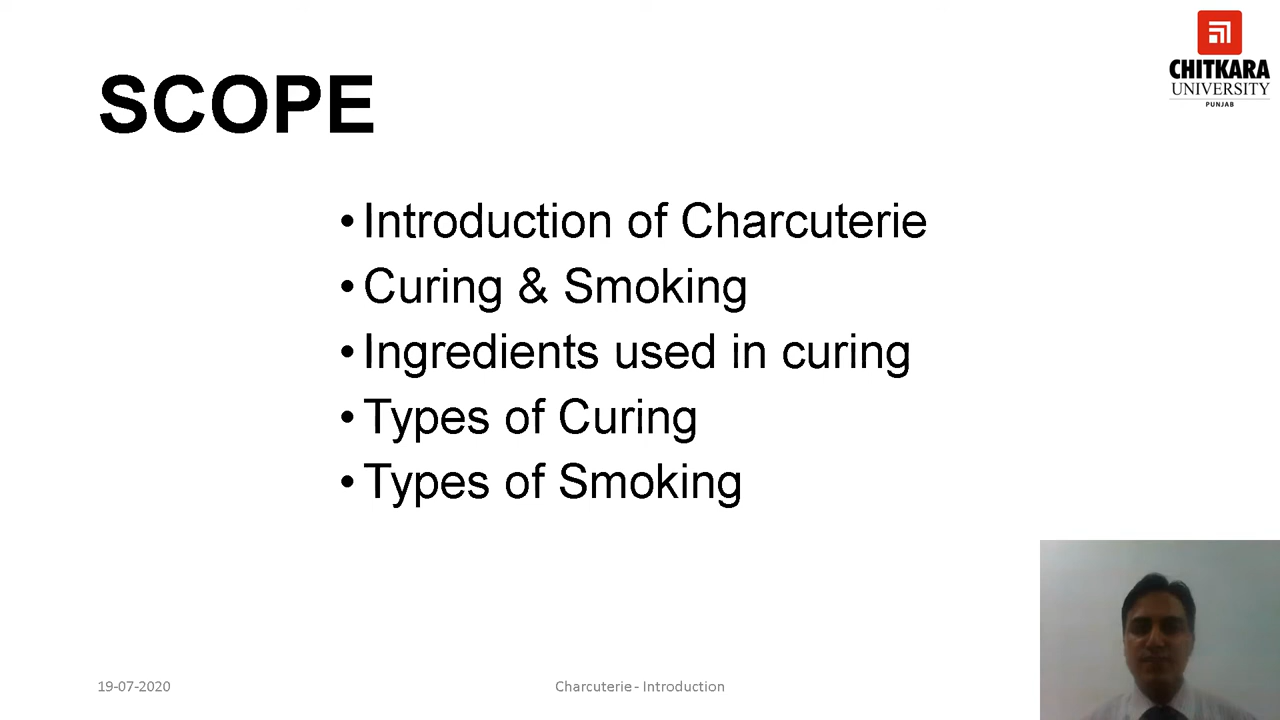 CHITKARA
UNIVERSITY
PUNJAB
SCOPE
• Introduction of Charcuterie
• Curing & Smoking
• Ingredients used in curing
• Types of Curing
• Types of Smoking
19-07-2020
Charcuterie - Introduction